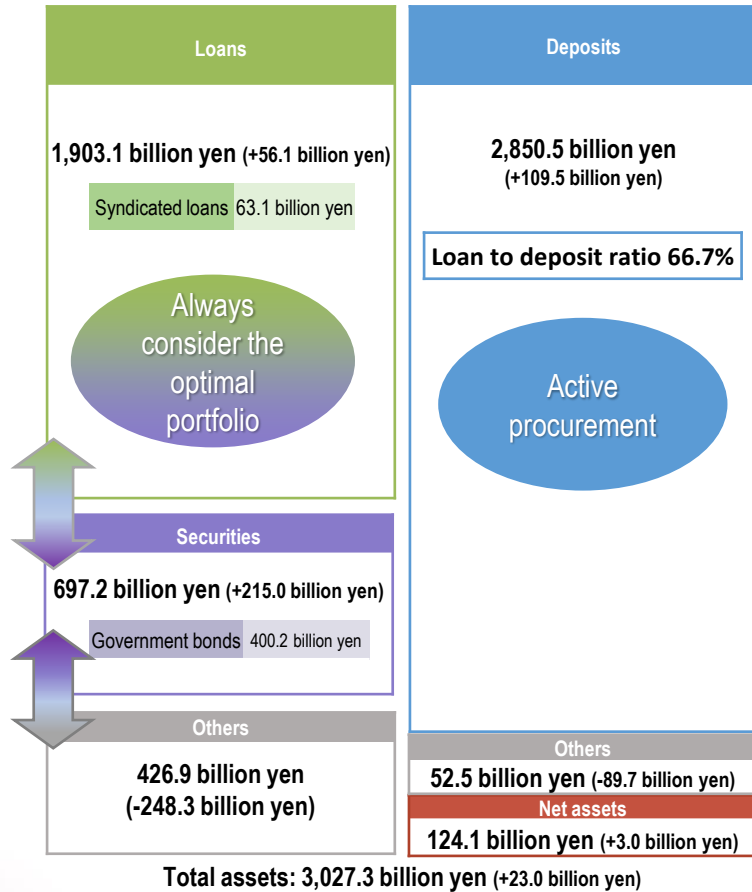 Loans
1,903.1 billion yen (+56.1 billion yen)
Syndicated loans 63.1 billion yen
Always
consider the
optimal
portfolio
Securities
697.2 billion yen (+215.0 billion yen)
Government bonds 400.2 billion yen
Others
426.9 billion yen
(-248.3 billion yen)
Deposits
2,850.5 billion yen
(+109.5 billion yen)
Loan to deposit ratio 66.7%
Active
procurement
Others
52.5 billion yen (-89.7 billion yen)
Net assets
124.1 billion yen (+3.0 billion yen)
Total assets: 3,027.3 billion yen (+23.0 billion yen)